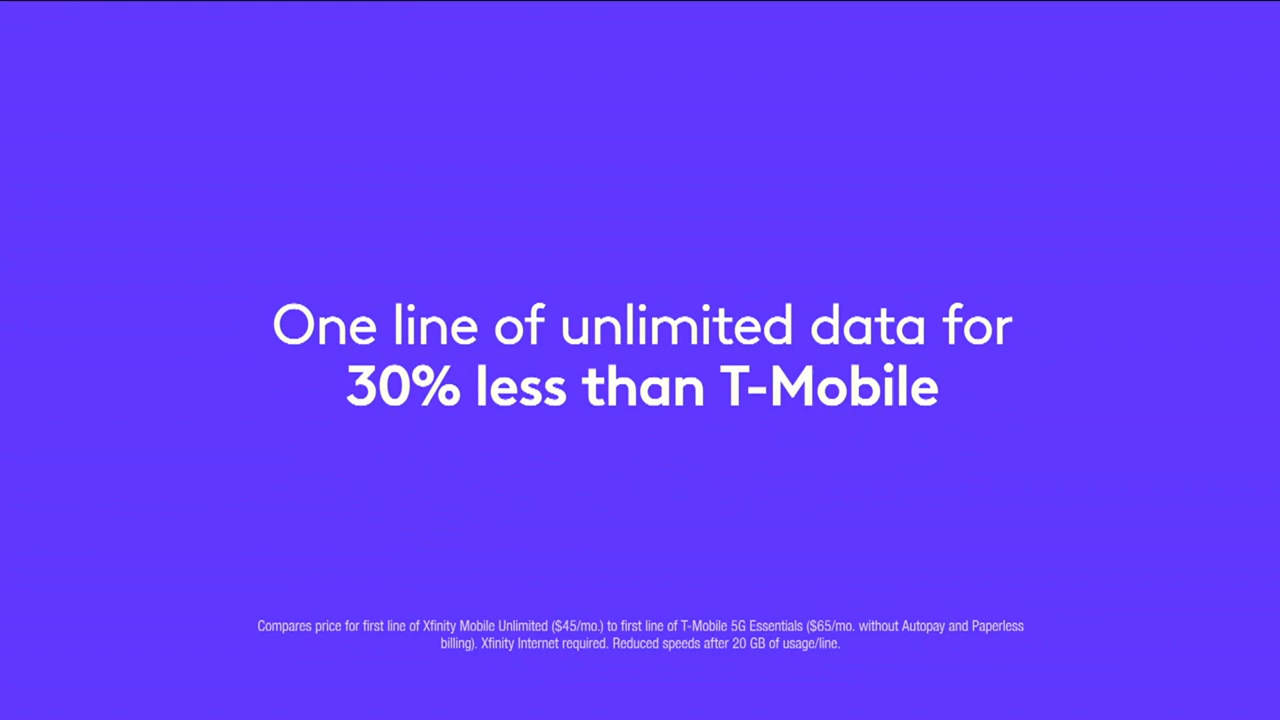 One line of unlimited data for
30% less than T-Mobile
Compares price for first line of Xfinity Mobile Unlimited ($45/mo.) to first line of T-Mobile 5G Essentials ($65/mo. without Autopay and Paperless
billing). Xfinity Internet required. Reduced speeds after 20 GB of usage/line.